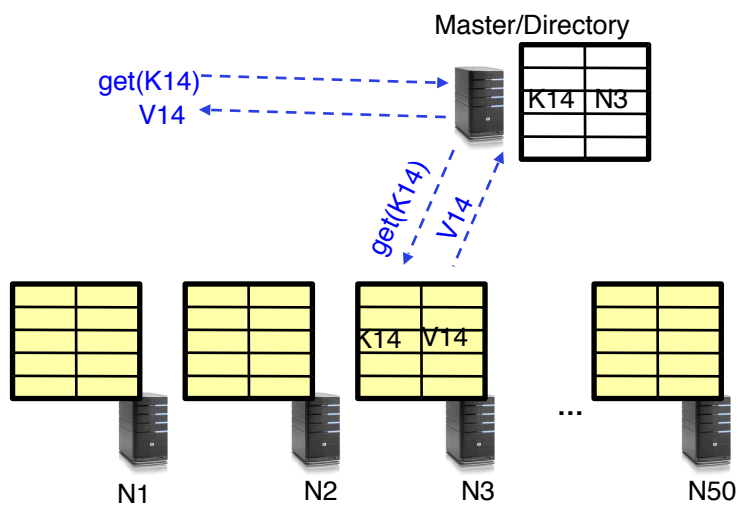 Master/Directory
get(K14)
V14
K14 N3
get(K14)
V14
K14 V14
...
N1
N2
N3
N50